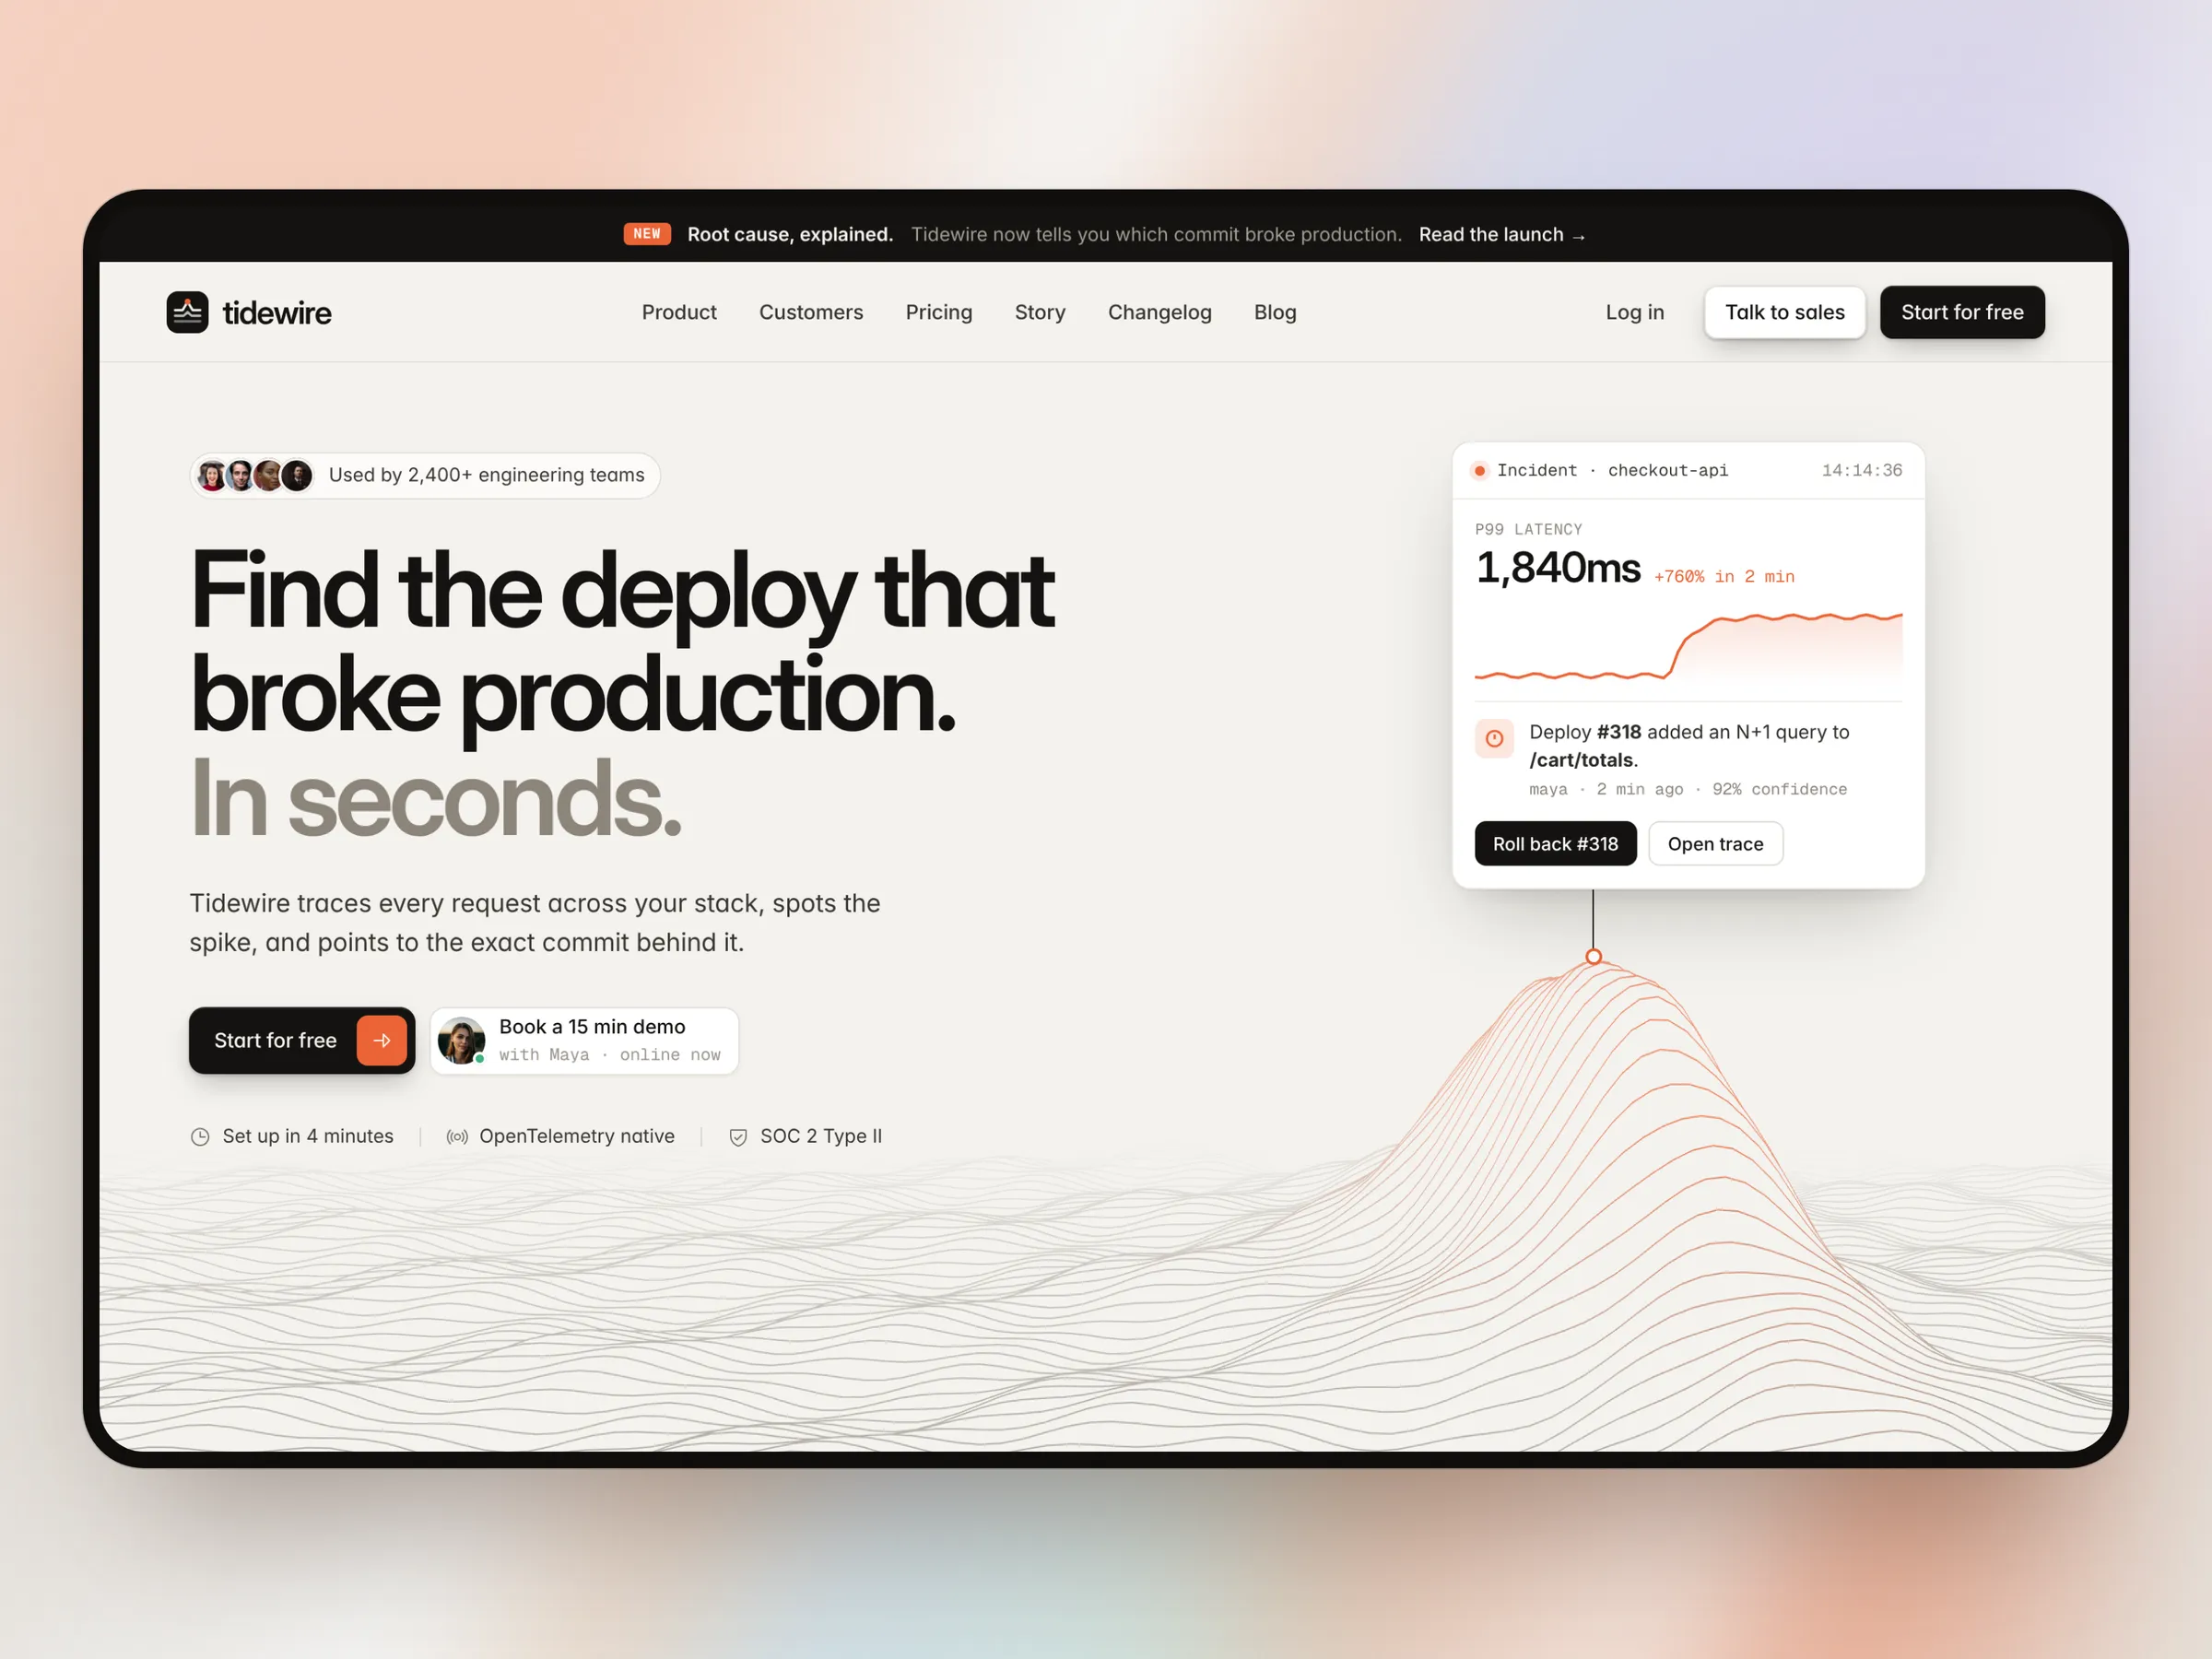 NEW Root cause, explained. Tidewire now tells you which commit broke production. Read the launch →
tidewire
Product Customers Pricing Story Changelog Blog
Log in Talk to sales Start for free
Used by 2,400+ engineering teams
Find the deploy that
broke production.
In seconds.
Tidewire traces every request across your stack, spots the
spike, and points to the exact commit behind it.
Start for free
Book a 15 min demo
with Maya · online now
Set up in 4 minutes
OpenTelemetry native
SOC 2 Type II
Incident · checkout-api 14:14:36
P99 LATENCY
1,840ms +760% in 2 min
Deploy #318 added an N+1 query to
/cart/totals.
maya · 2 min ago · 92% confidence
Roll back #318
Open trace